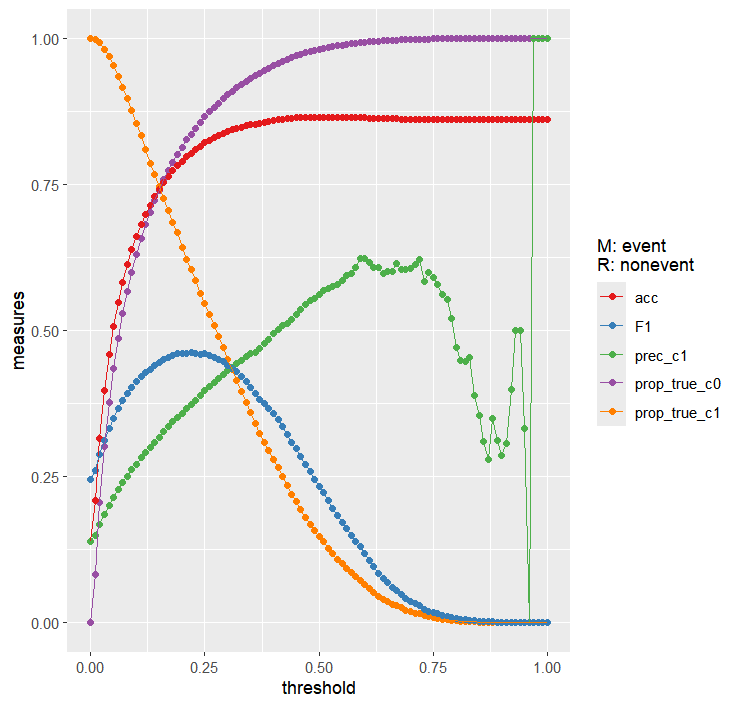 measures
1.00
0.75
0.50
0.25
0.00
0.00 0.25 0.50 0.75 1.00
threshold
M: event
R: nonevent
acc
F1
prec_c1
prop_true_c0
prop_true_c1